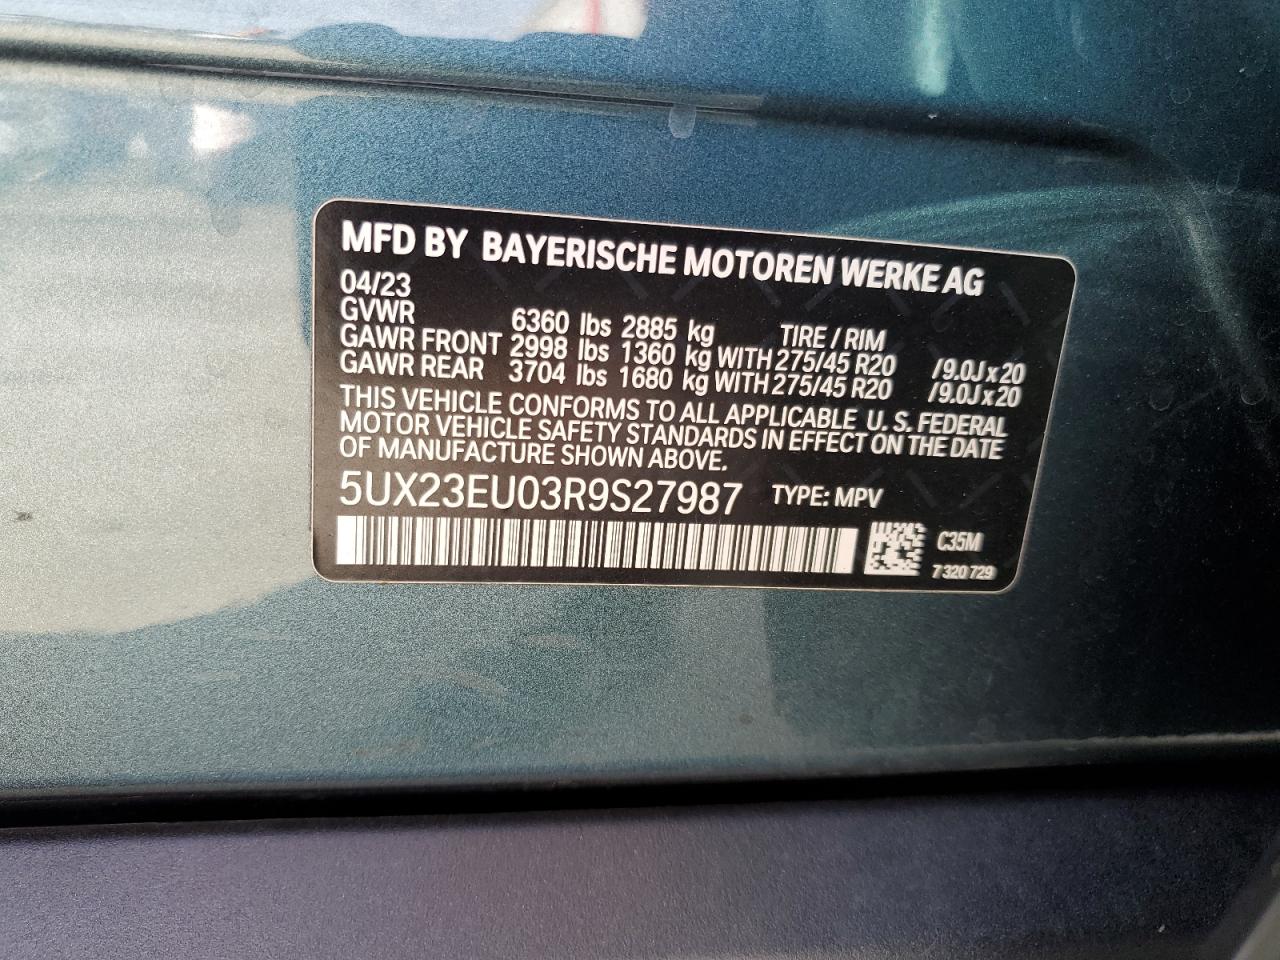 MFD BY BAYERISCHE MOTOREN WERKE AG
04/23
GVWR 6360 lbs 2885 kg TIRE / RIM
GAWR FRONT 2998 lbs 1360 kg WITH 275/45 R20 /9.0J x 20
GAWR REAR 3704 lbs 1680 kg WITH 275/45 R20 /9.0J x 20
THIS VEHICLE CONFORMS TO ALL APPLICABLE U. S. FEDERAL
MOTOR VEHICLE SAFETY STANDARDS IN EFFECT ON THE DATE
OF MANUFACTURE SHOWN ABOVE.
5UX23EU03R9S27987 TYPE: MPV
C35M
7 320 729